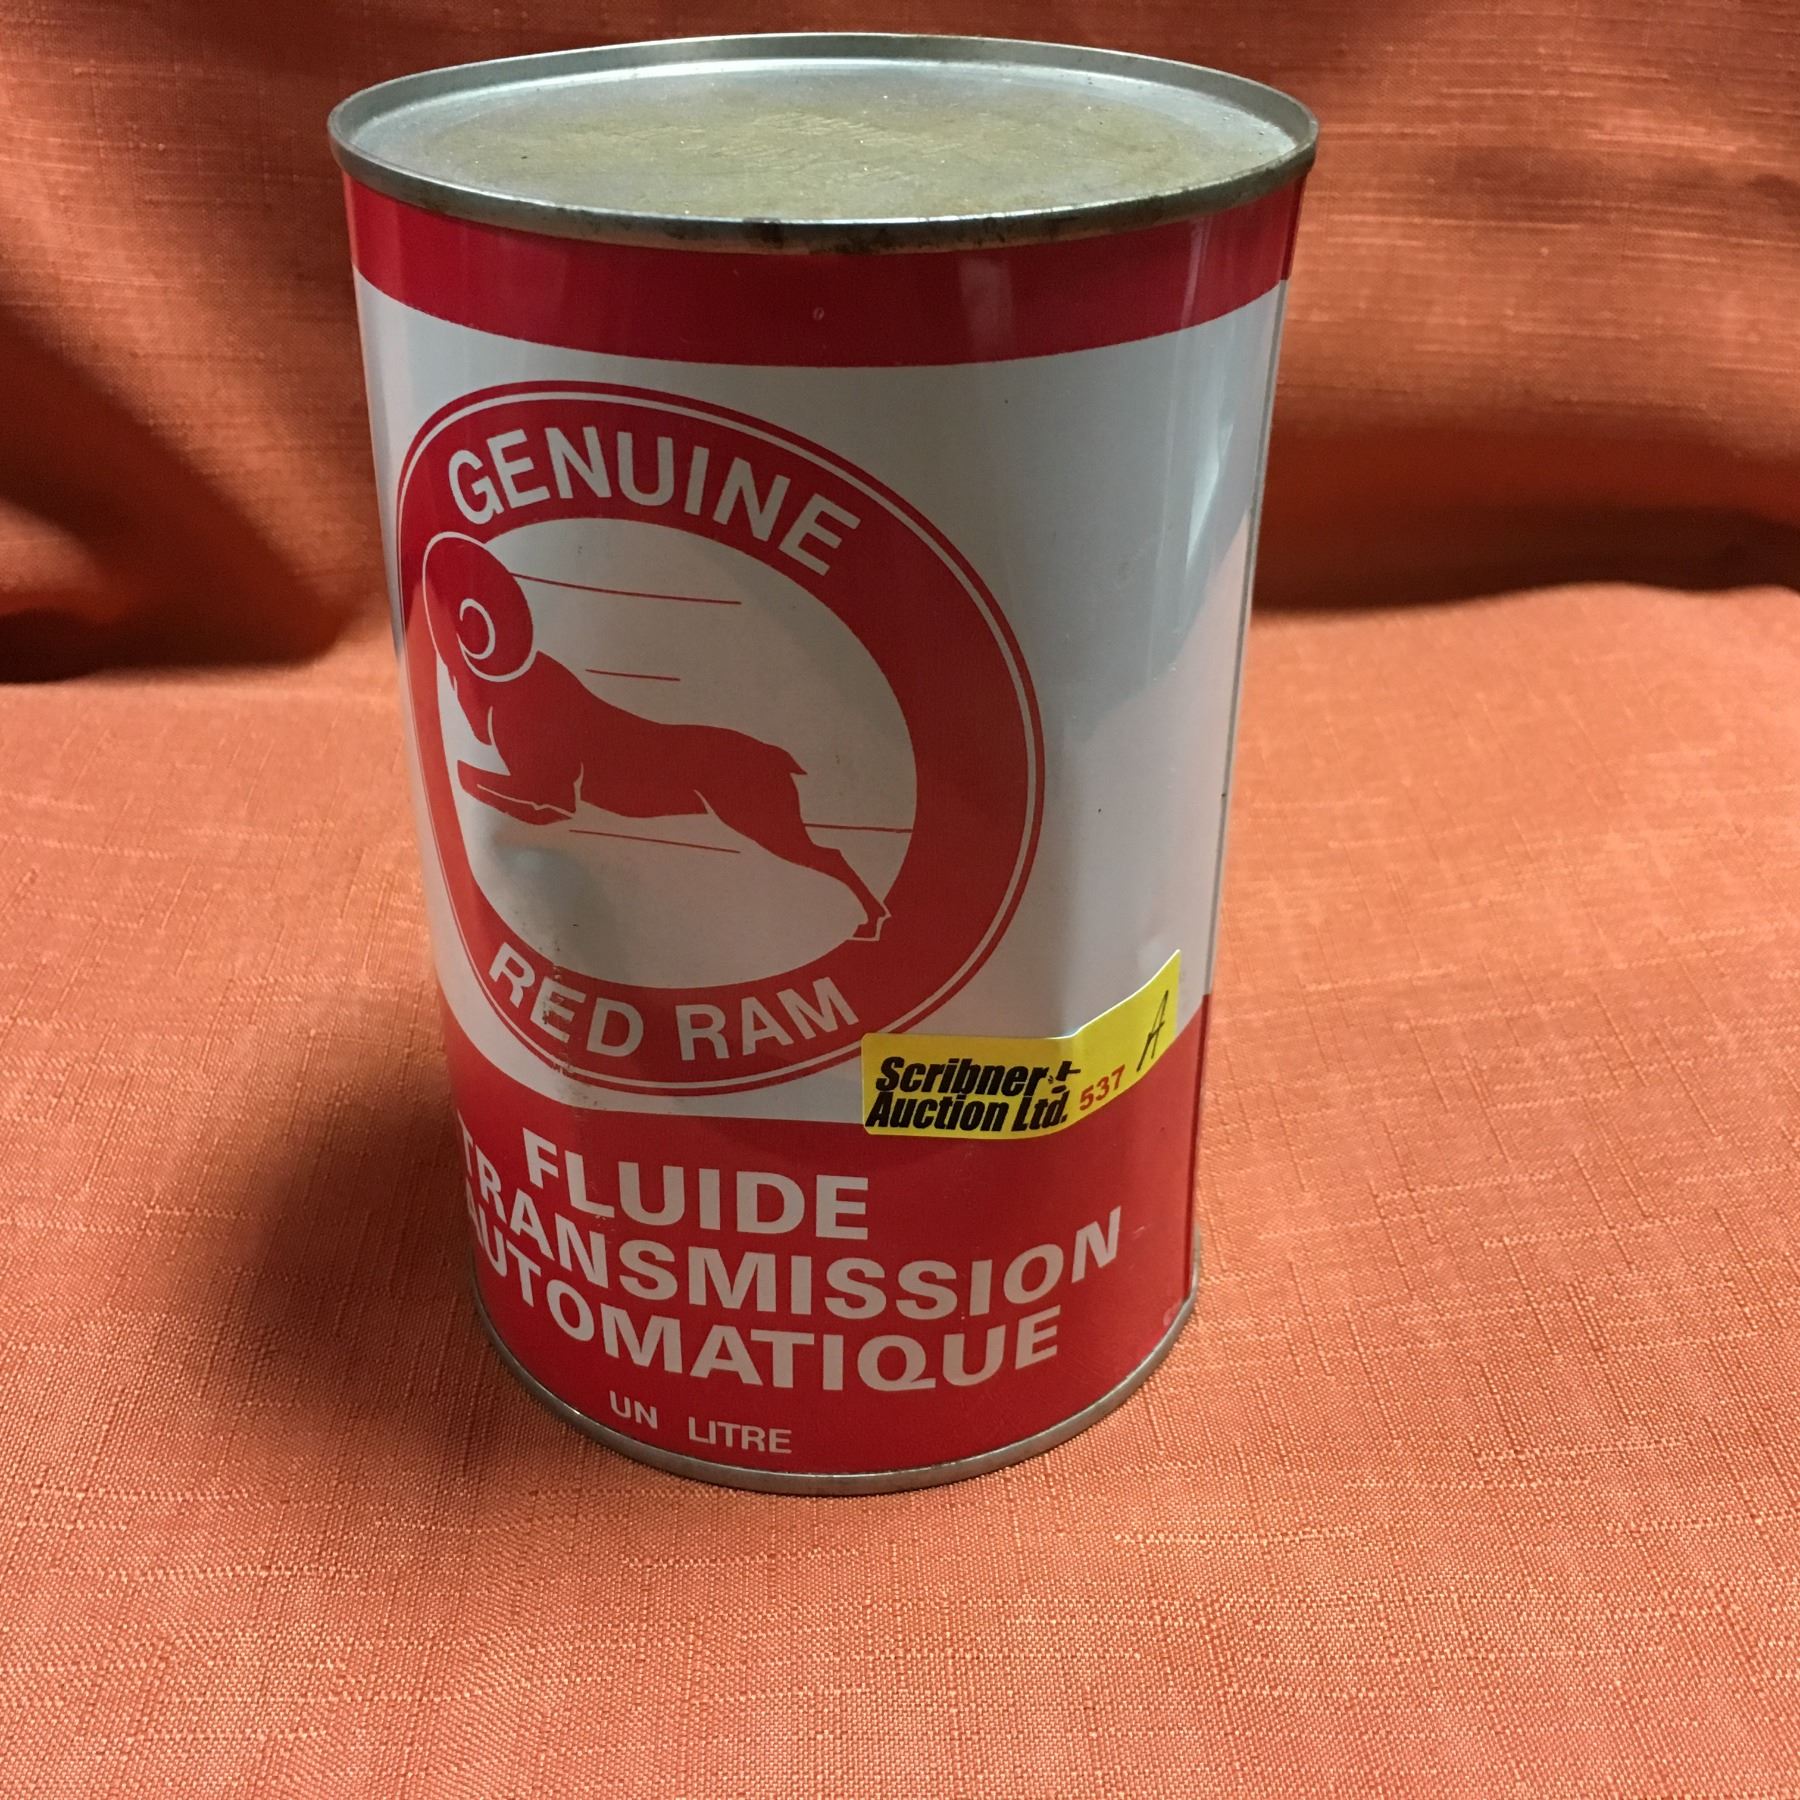 GENUINE
RED RAM
Scribner
Auction Ltd.
537
A
FLUIDE
TRANSMISSION
AUTOMATIQUE
UN LITRE